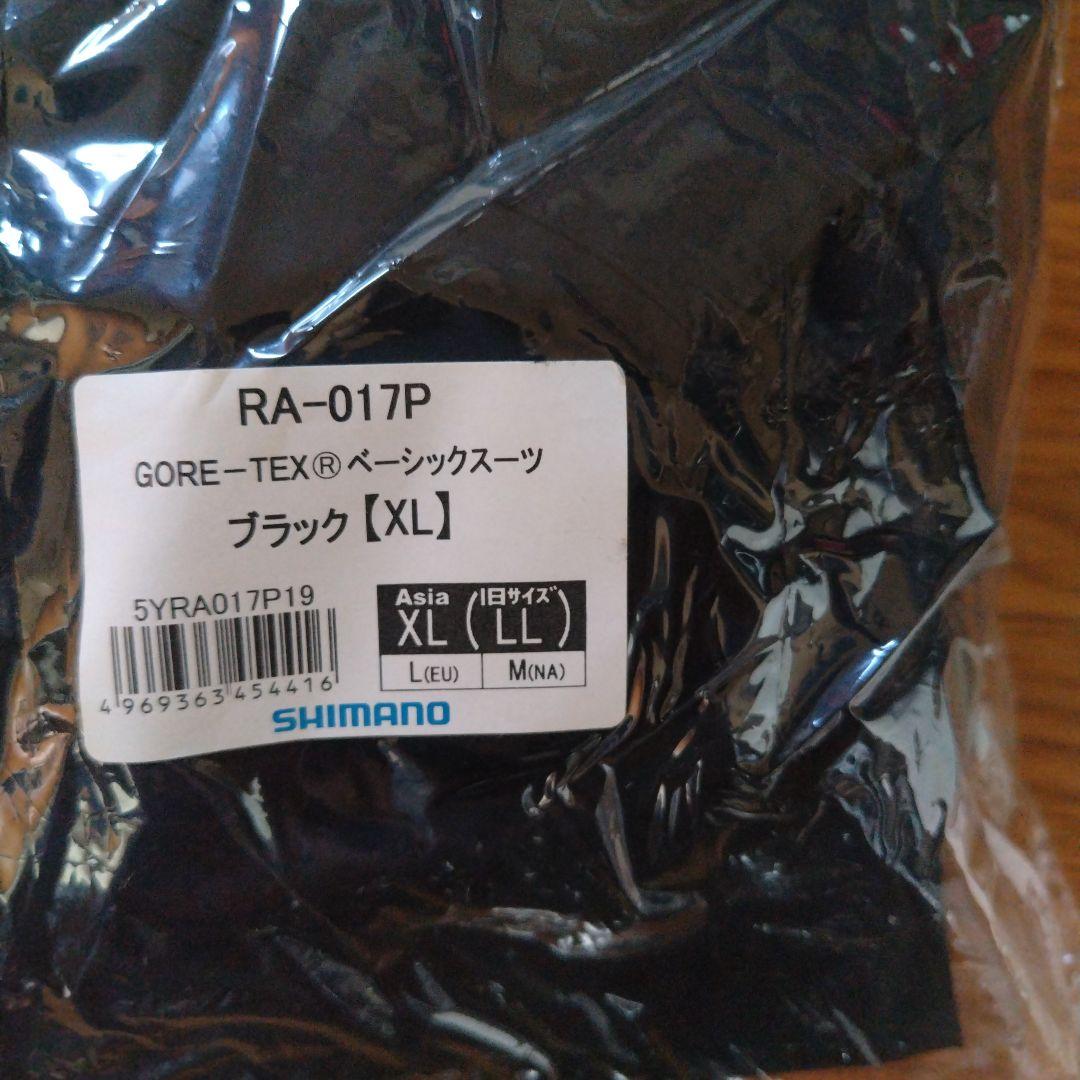 RA-017P
GORE-TEX®ベーシックスーツ
ブラック【XL】
5YRA017P19
4969363454416
Asia 旧サイズ
XL (LL)
L(EU) M(NA)
SHIMANO